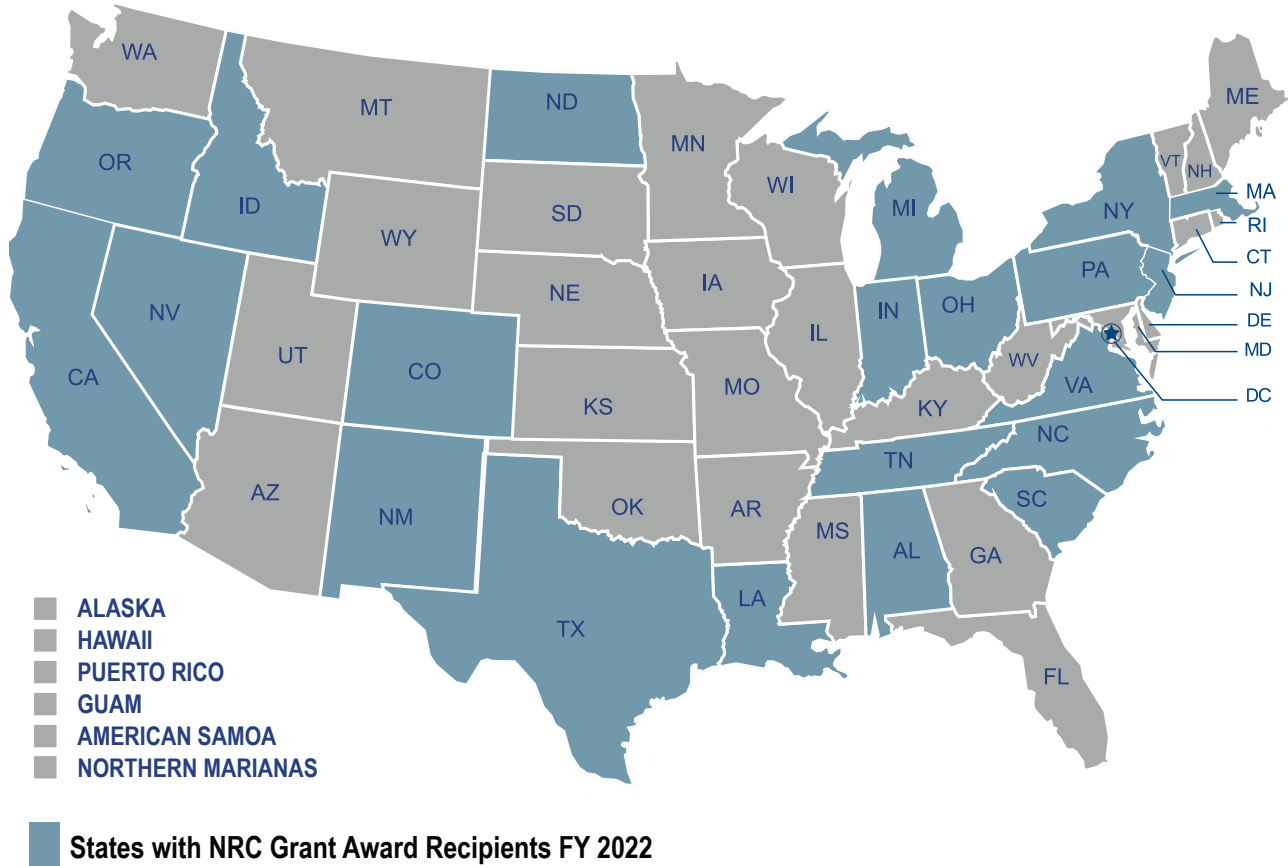 WA
MT
ND
MN
ME
VT
NH
OR
ID
WI
MI
NY
MA
SD
WY
RI
CT
PA
NE
IA
NJ
NV
IL
IN
OH
DE
UT
MD
CA
CO
WV
VA
DC
KS
MO
KY
NC
TN
AZ
NM
OK
AR
SC
MS
AL
GA
LA
TX
FL
ALASKA
HAWAII
PUERTO RICO
GUAM
AMERICAN SAMOA
NORTHERN MARIANAS
States with NRC Grant Award Recipients FY 2022